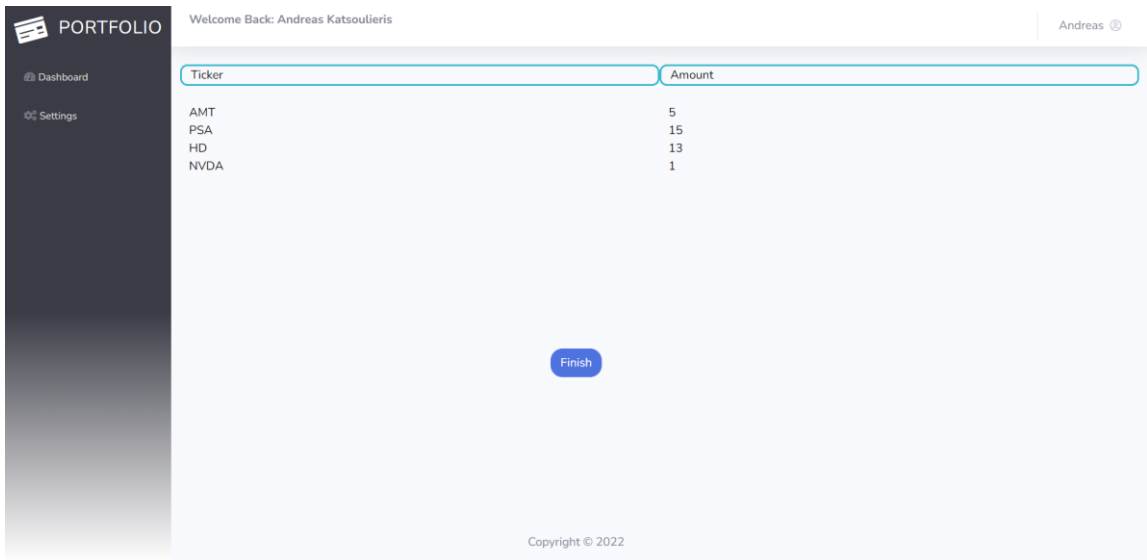 PORTFOLIO
Welcome Back: Andreas Katsoulieris
Andreas
Dashboard
Settings
Ticker Amount
AMT 5
PSA 15
HD 13
NVDA 1
Finish
Copyright © 2022